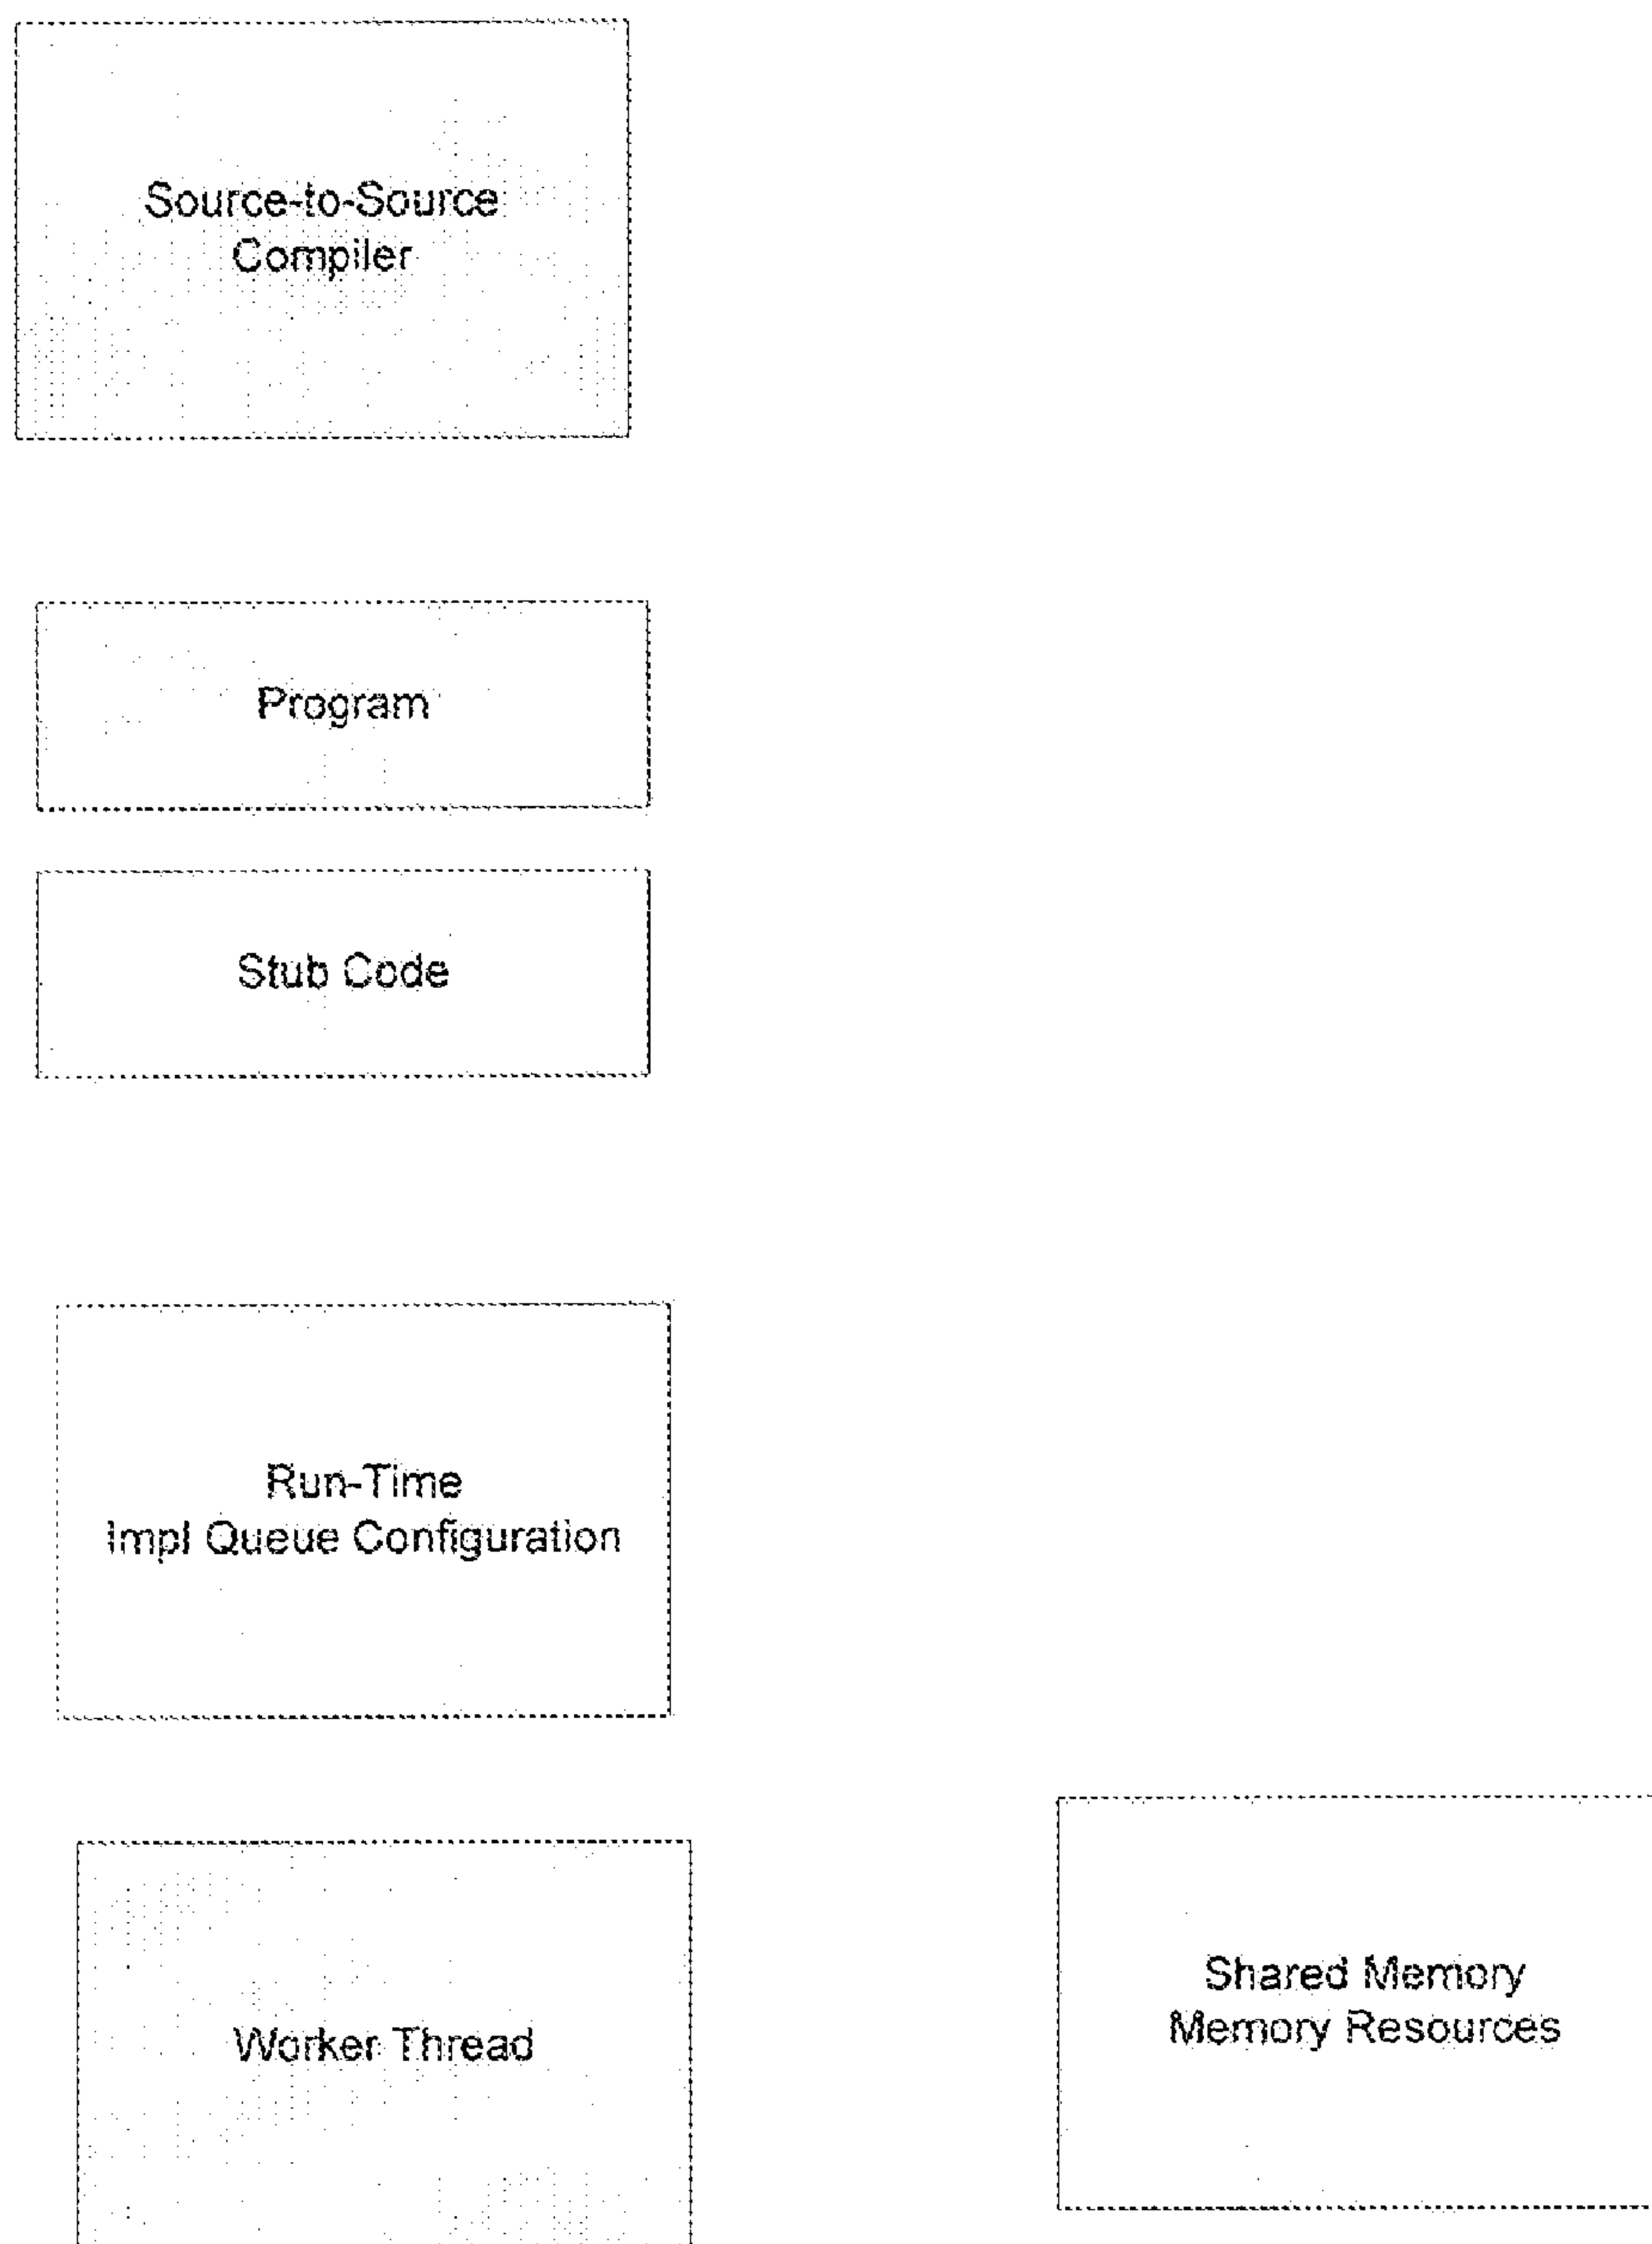 Source-to-Source
Compiler
Program
Stub Code
Run-Time
Impl Queue Configuration
Worker Thread
Shared Memory
Memory Resources